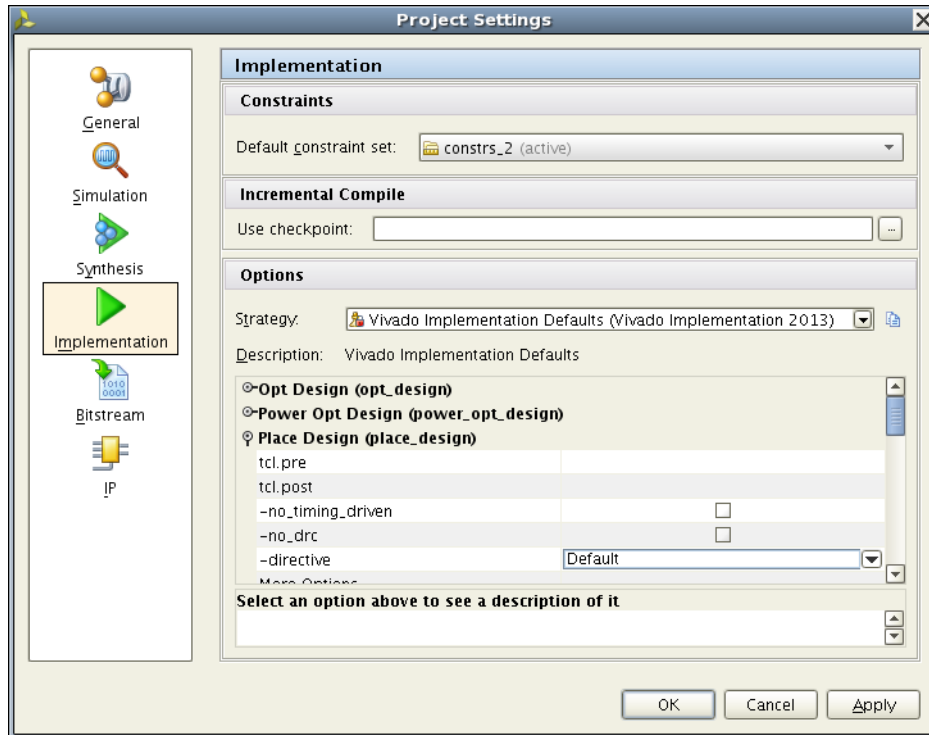 Project Settings
General
Simulation
Synthesis
Implementation
Bitstream
IP
Implementation
Constraints
Default constraint set: constrs_2 (active)
Incremental Compile
Use checkpoint: ...
Options
Strategy: Vivado Implementation Defaults (Vivado Implementation 2013)
Description: Vivado Implementation Defaults
Opt Design (opt_design)
Power Opt Design (power_opt_design)
Place Design (place_design)
tcl.pre
tcl.post
-no_timing_driven
-no_drc
-directive Default
More Options
Select an option above to see a description of it
OK Cancel Apply